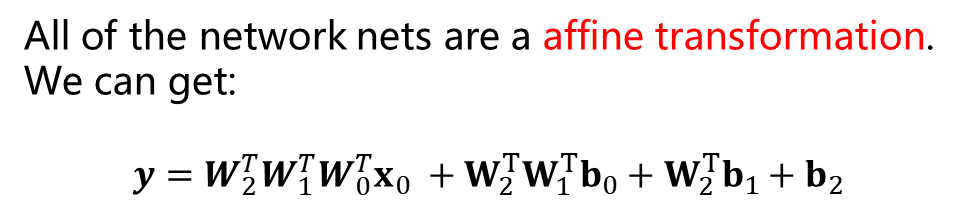 All of the network nets are a affine transformation.
We can get:
y = W₂ᵀW₁ᵀW₀ᵀx₀ + W₂ᵀW₁ᵀb₀ + W₂ᵀb₁ + b₂